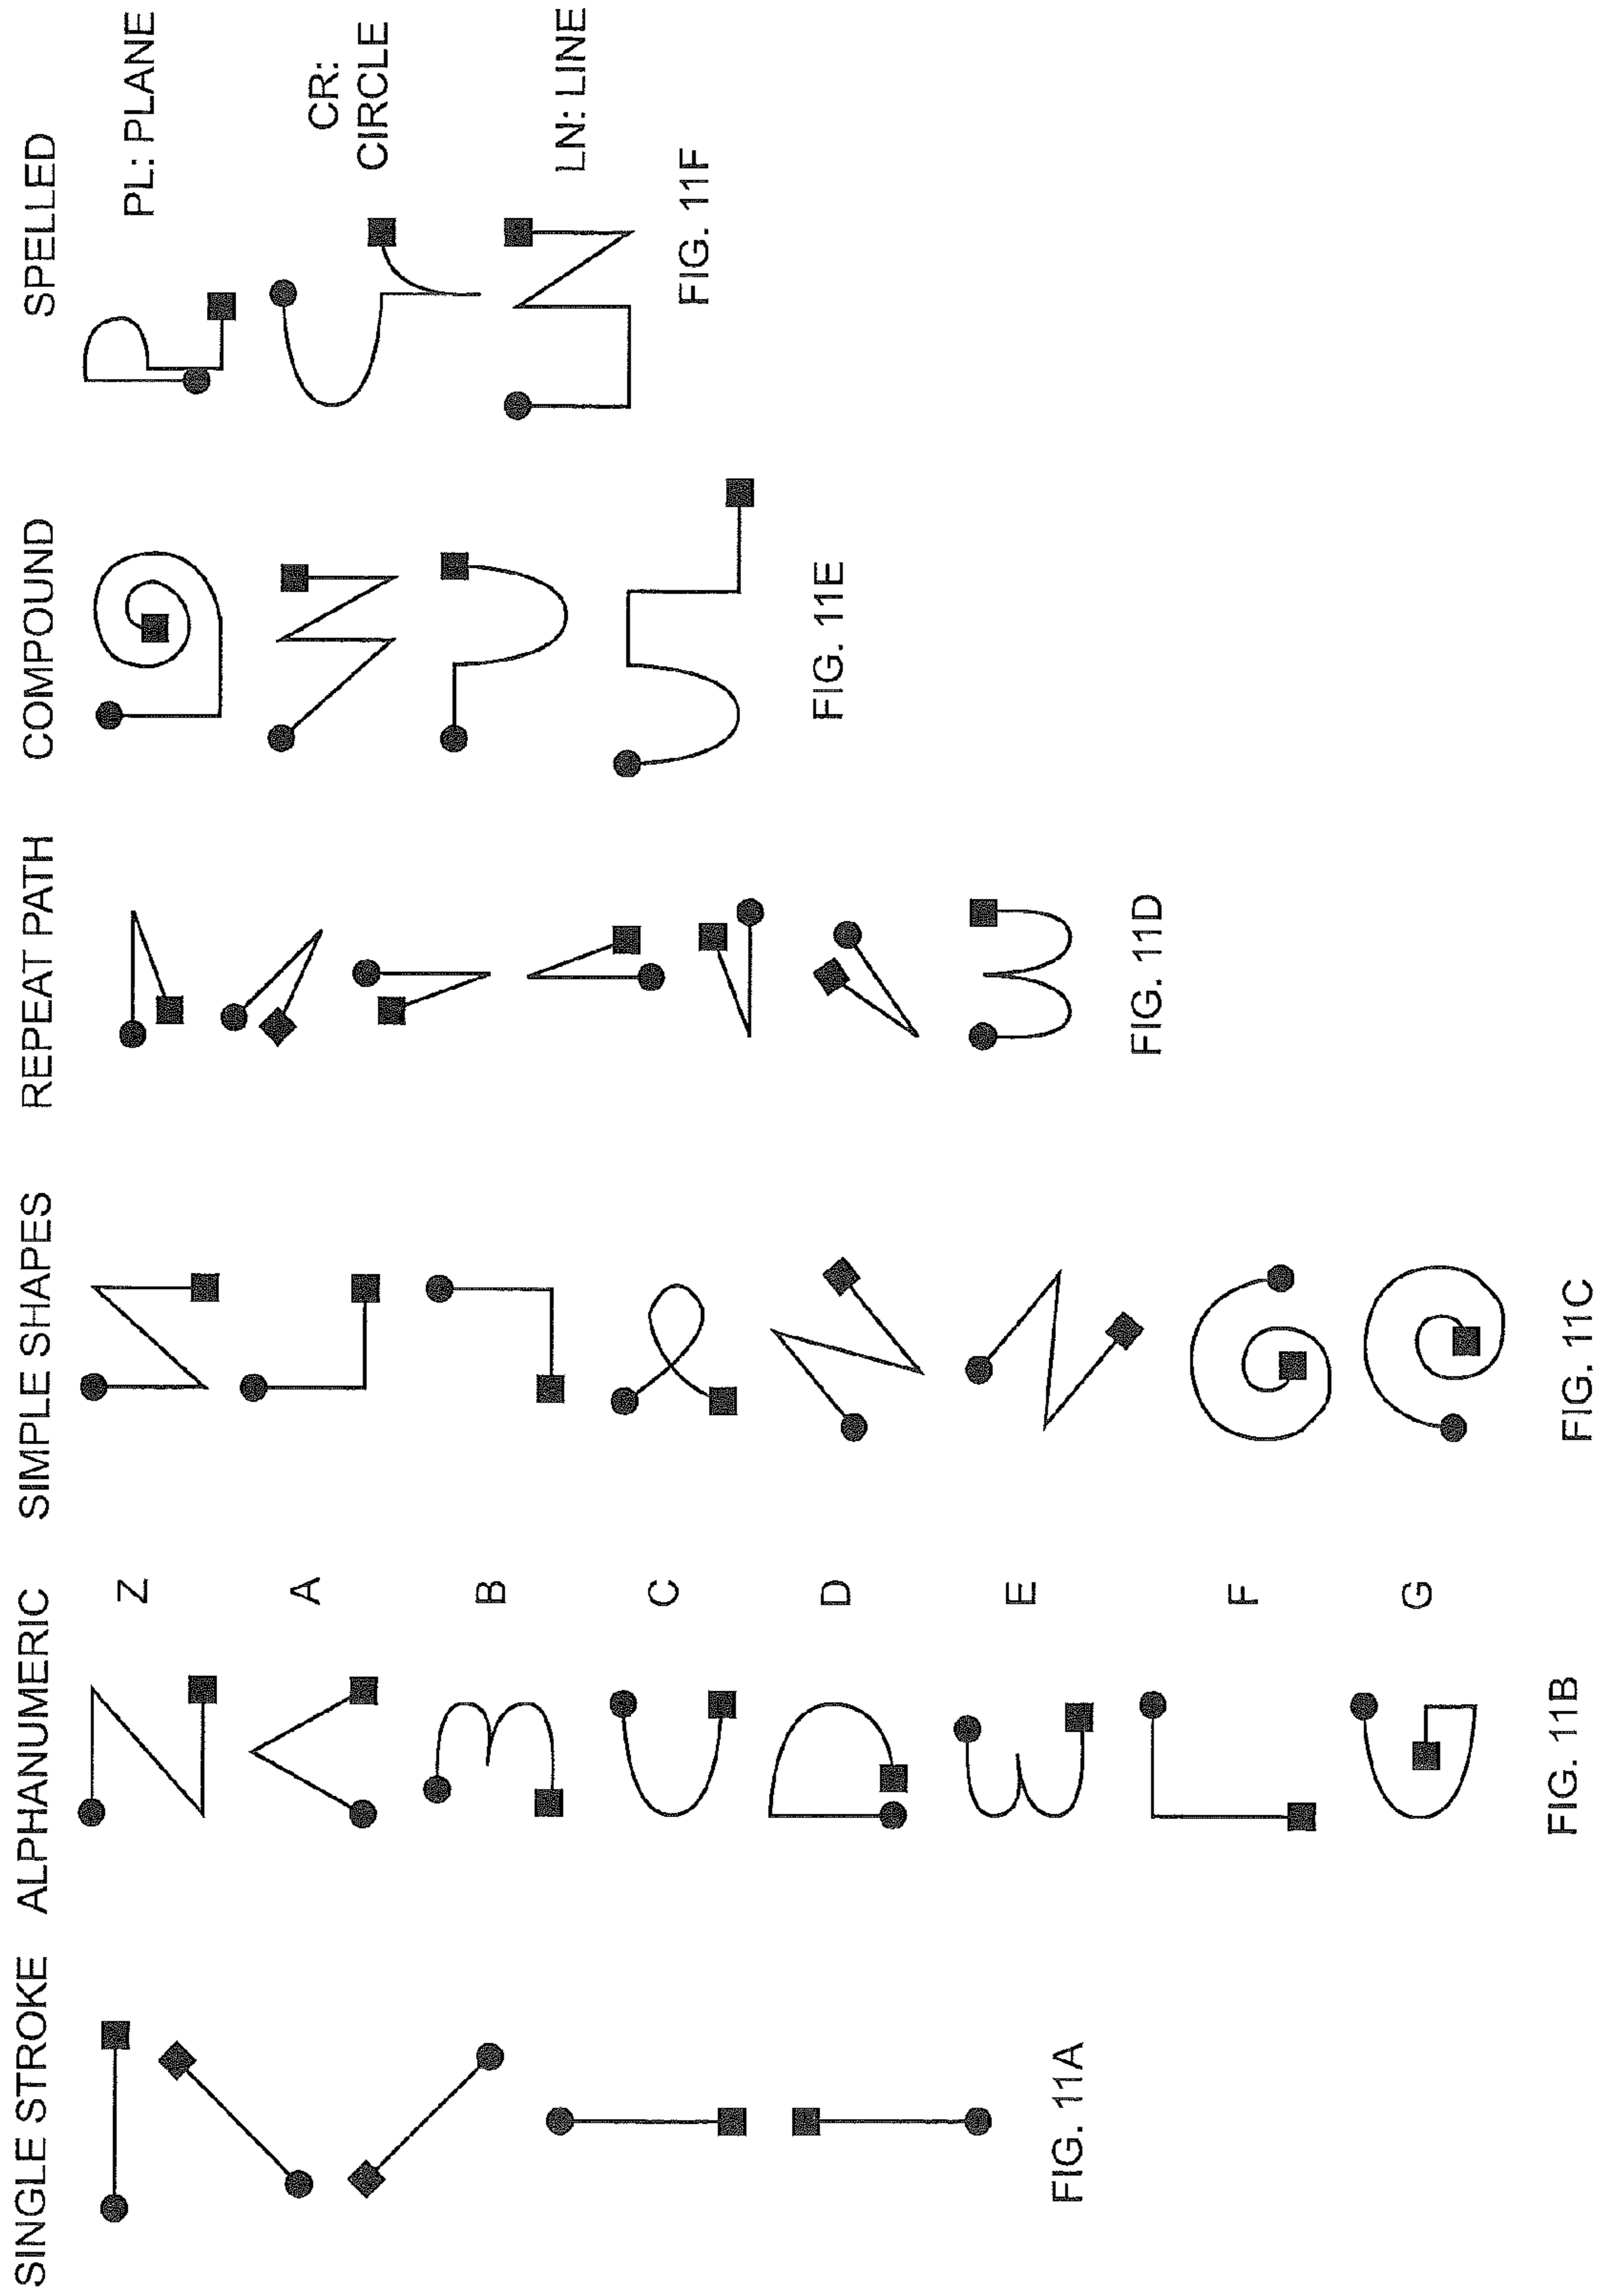 SINGLE STROKE
FIG. 11A
ALPHANUMERIC
Z
A
B
C
D
E
F
G
FIG. 11B
SIMPLE SHAPES
FIG. 11C
REPEAT PATH
FIG. 11D
COMPOUND
FIG. 11E
SPELLED
PL: PLANE
CR:
CIRCLE
LN: LINE
FIG. 11F